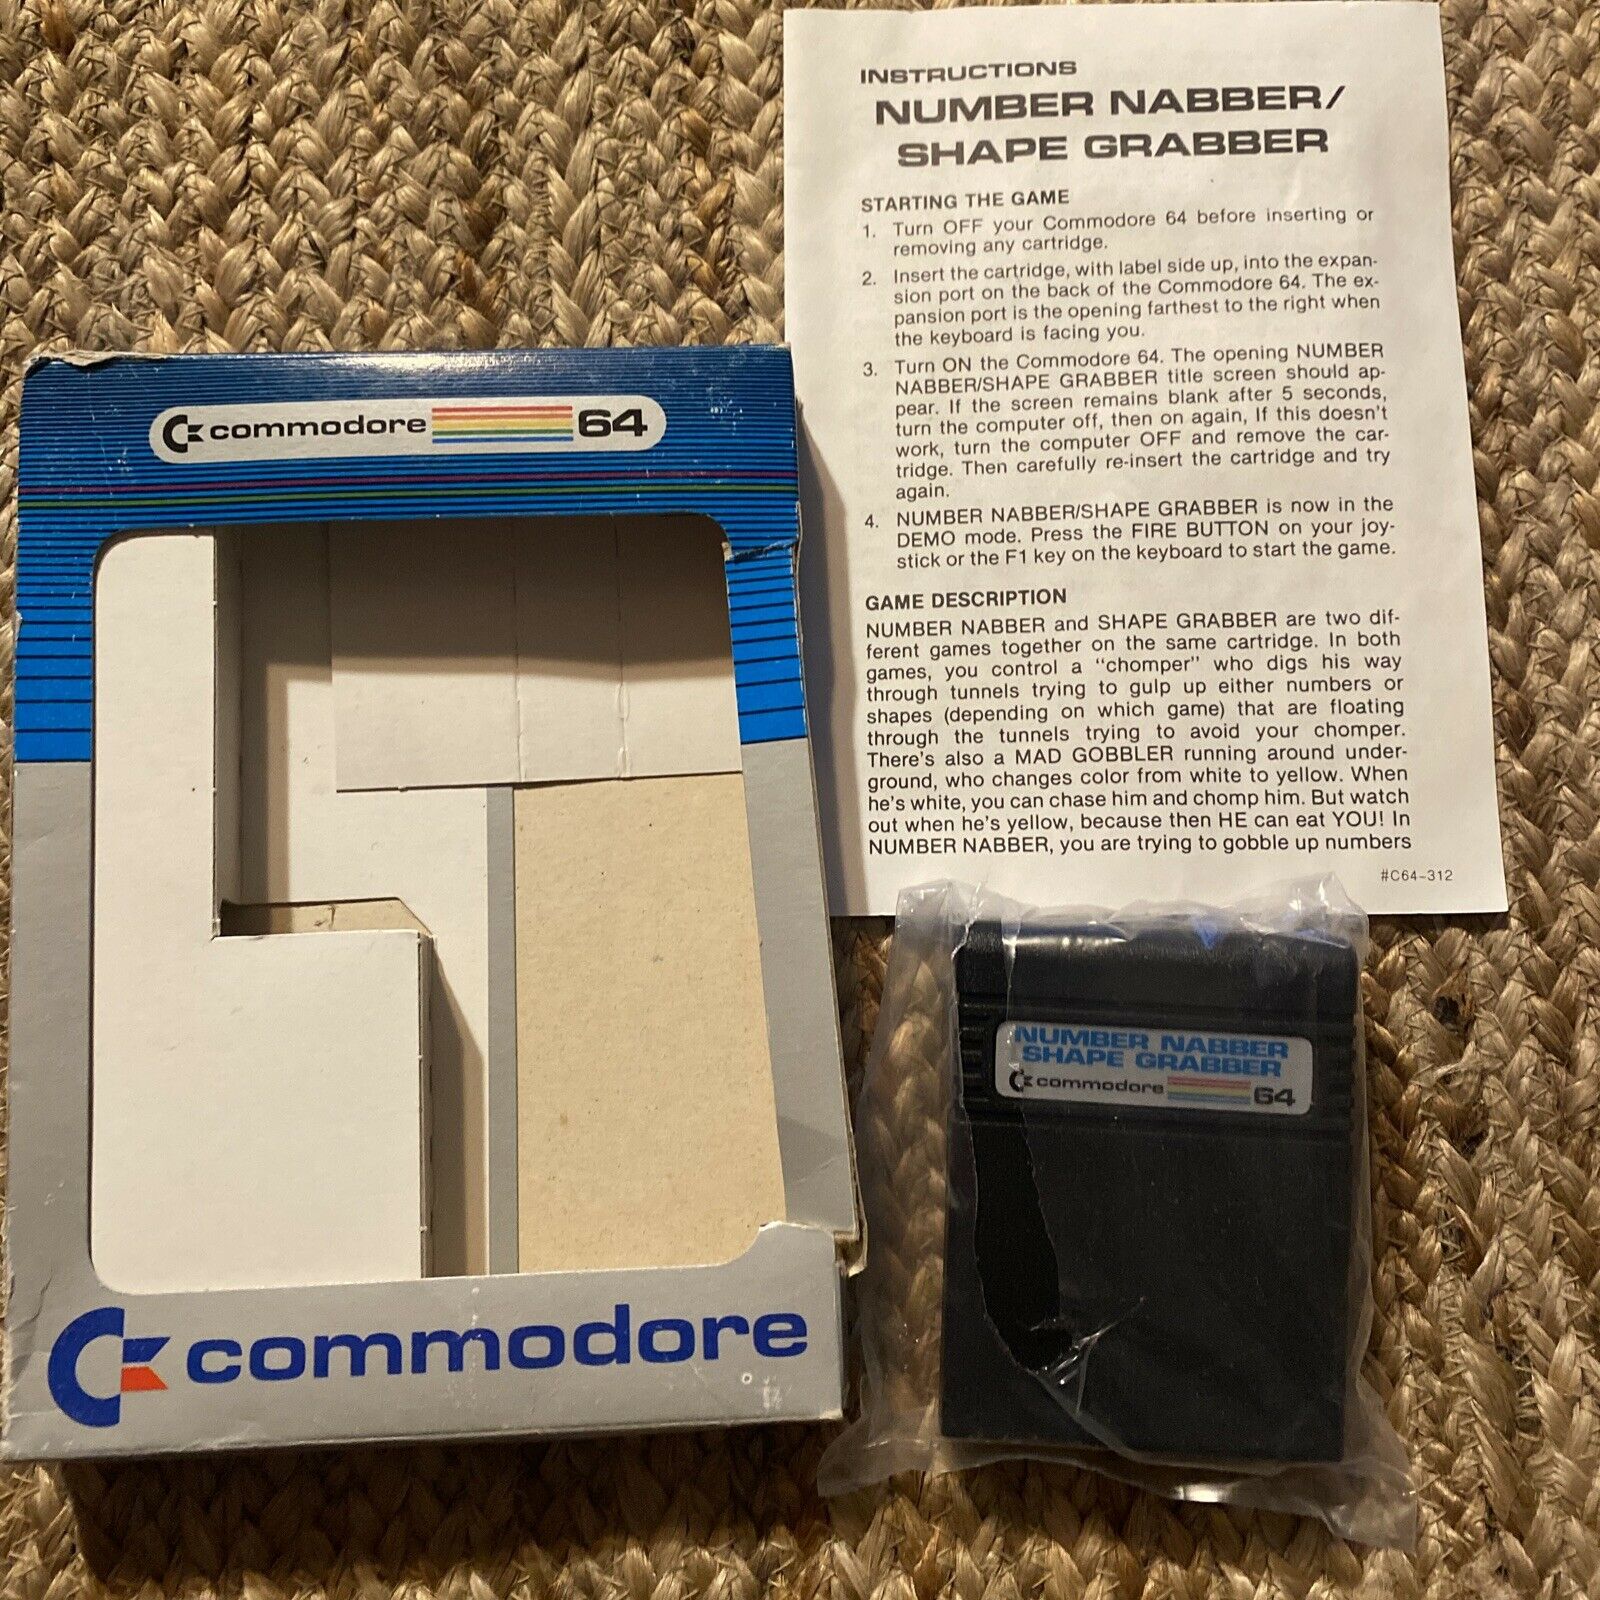 INSTRUCTIONS
NUMBER NABBER/
SHAPE GRABBER
STARTING THE GAME
1. Turn OFF your Commodore 64 before inserting or
removing any cartridge.
2. Insert the cartridge, with label side up, into the expan-
sion port on the back of the Commodore 64. The ex-
pansion port is the opening farthest to the right when
the keyboard is facing you.
3. Turn ON the Commodore 64. The opening NUMBER
NABBER/SHAPE GRABBER title screen should ap-
pear. If the screen remains blank after 5 seconds,
turn the computer off, then on again, If this doesn't
work, turn the computer OFF and remove the car-
tridge. Then carefully re-insert the cartridge and try
again.
4. NUMBER NABBER/SHAPE GRABBER is now in the
DEMO mode. Press the FIRE BUTTON on your joy-
stick or the F1 key on the keyboard to start the game.
GAME DESCRIPTION
NUMBER NABBER and SHAPE GRABBER are two dif-
ferent games together on the same cartridge. In both
games, you control a "chomper" who digs his way
through tunnels trying to gulp up either numbers or
shapes (depending on which game) that are floating
through the tunnels trying to avoid your chomper.
There's also a MAD GOBBLER running around under-
ground, who changes color from white to yellow. When
he's white, you can chase him and chomp him. But watch
out when he's yellow, because then HE can eat YOU! In
NUMBER NABBER, you are trying to gobble up numbers
#C64-312
commodore 64
commodore
NUMBER NABBER
SHAPE GRABBER
commodore 64